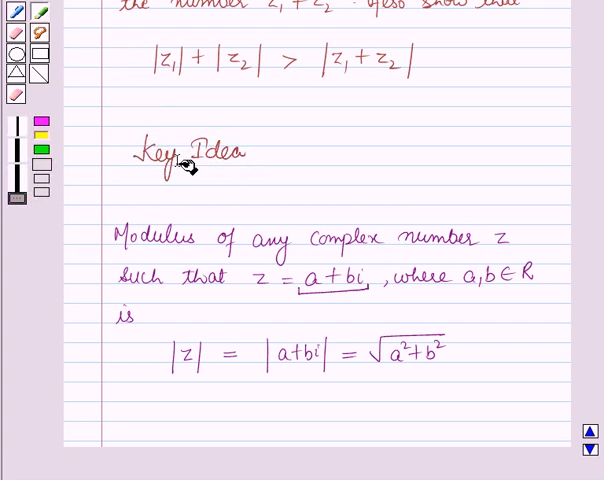 the number z₁ + z₂. Also show that
|z₁| + |z₂| > |z₁ + z₂|
Key Idea
Modulus of any complex number z
such that z = a + bi, where a, b ∈ R
is
|z| = |a+bi| = √(a² + b²)